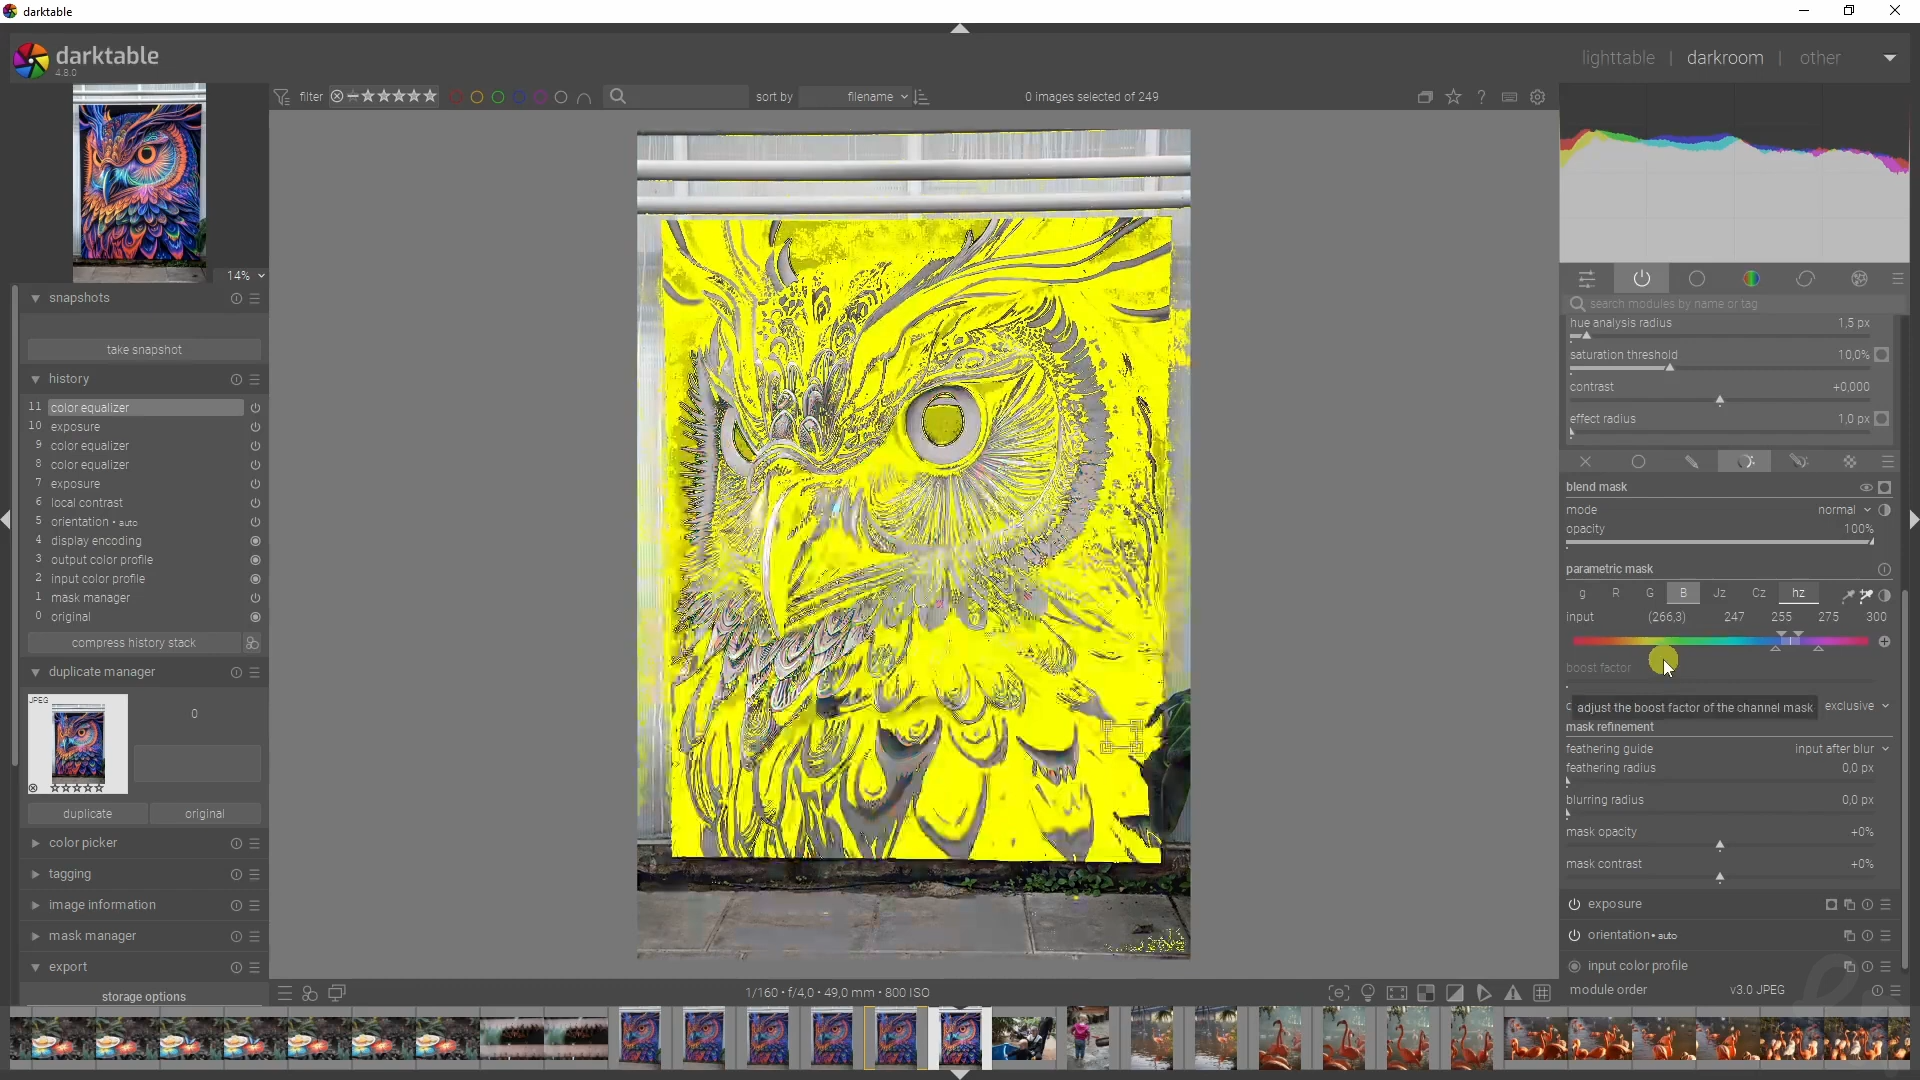 darktable
darktable
4.8.0
lighttable | darkroom | other
filter
sort by filename
0 images selected of 249
14%
snapshots
take snapshot
history
11 color equalizer
10 exposure
9 color equalizer
8 color equalizer
7 exposure
6 local contrast
5 orientation • auto
4 display encoding
3 output color profile
2 input color profile
1 mask manager
0 original
compress history stack
duplicate manager
JPEG
0
duplicate original
color picker
tagging
image information
mask manager
export
storage options
1/160 • f/4,0 • 49,0 mm • 800 ISO
search modules by name or tag
hue analysis radius 1,5 px
saturation threshold 10,0%
contrast +0,000
effect radius 1,0 px
blend mask
mode normal
opacity 100%
parametric mask
g R G B Jz Cz hz
input (266,3) 247 255 275 300
boost factor
adjust the boost factor of the channel mask
exclusive
mask refinement
feathering guide input after blur
feathering radius 0,0 px
blurring radius 0,0 px
mask opacity +0%
mask contrast +0%
exposure
orientation • auto
input color profile
module order v3.0 JPEG